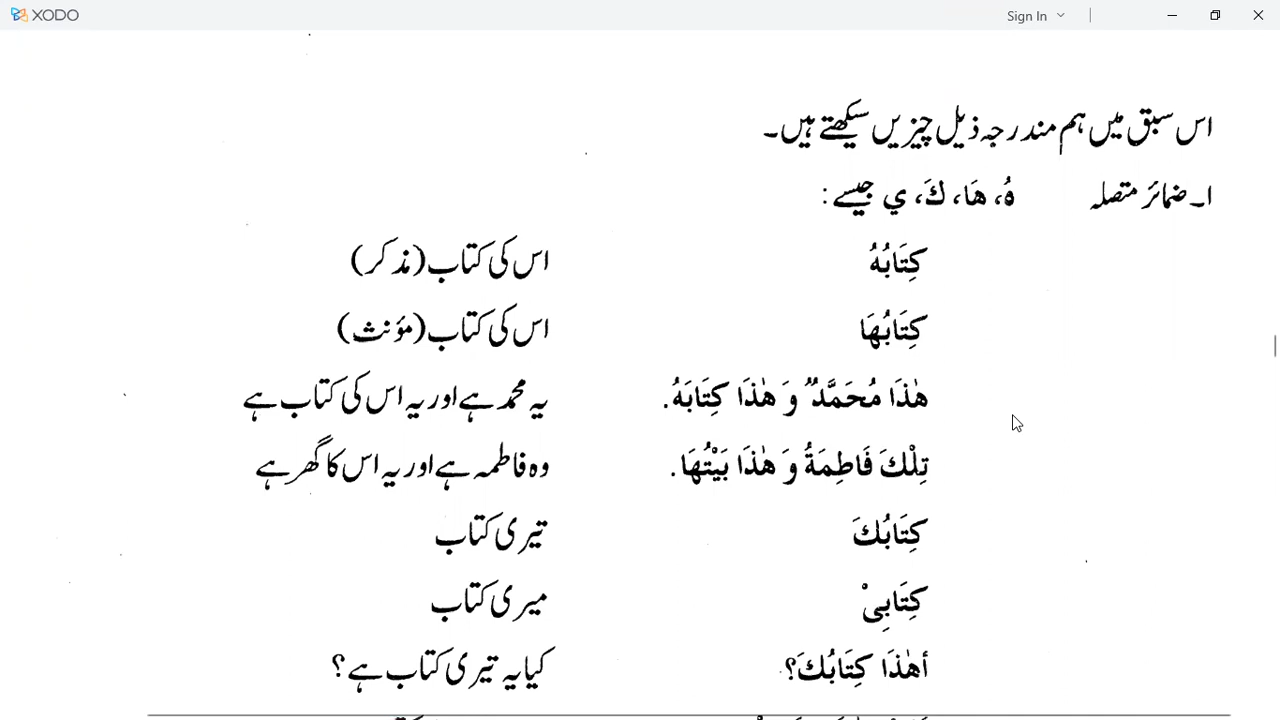 XODO
Sign In
اس سبق میں ہم مندرجہ ذیل چیزیں سیکھتے ہیں۔
۱۔ ضمائر متصلہ ہُ، هَا، كَ، ي جیسے :
كِتَابُهُ اس کی کتاب (مذکر)
كِتَابُهَا اس کی کتاب (مؤنث)
هٰذَا مُحَمَّدٌ وَ هٰذَا كِتَابَهُ. یہ محمد ہے اور یہ اس کی کتاب ہے
تِلْكَ فَاطِمَةُ وَ هٰذَا بَيْتُهَا. وہ فاطمہ ہے اور یہ اس کا گھر ہے
كِتَابُكَ تیری کتاب
كِتَابِیْ میری کتاب
أهٰذَا كِتَابُكَ؟ کیا یہ تیری کتاب ہے؟